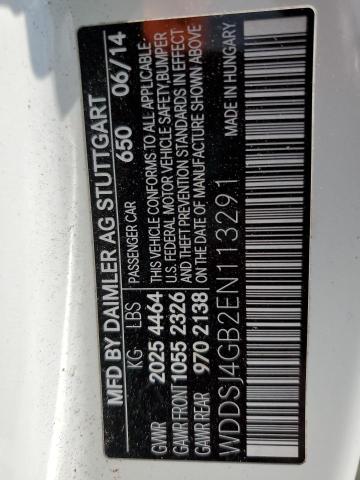 MFD BY DAIMLER AG STUTTGART
650 06/14
KG LBS PASSENGER CAR
GVWR 2025 4464
GAWR FRONT 1055 2326
GAWR REAR 970 2138
THIS VEHICLE CONFORMS TO ALL APPLICABLE
U.S. FEDERAL MOTOR VEHICLE SAFETY, BUMPER
AND THEFT PREVENTION STANDARDS IN EFFECT
ON THE DATE OF MANUFACTURE SHOWN ABOVE
WDDSJ4GB2EN113291
MADE IN HUNGARY